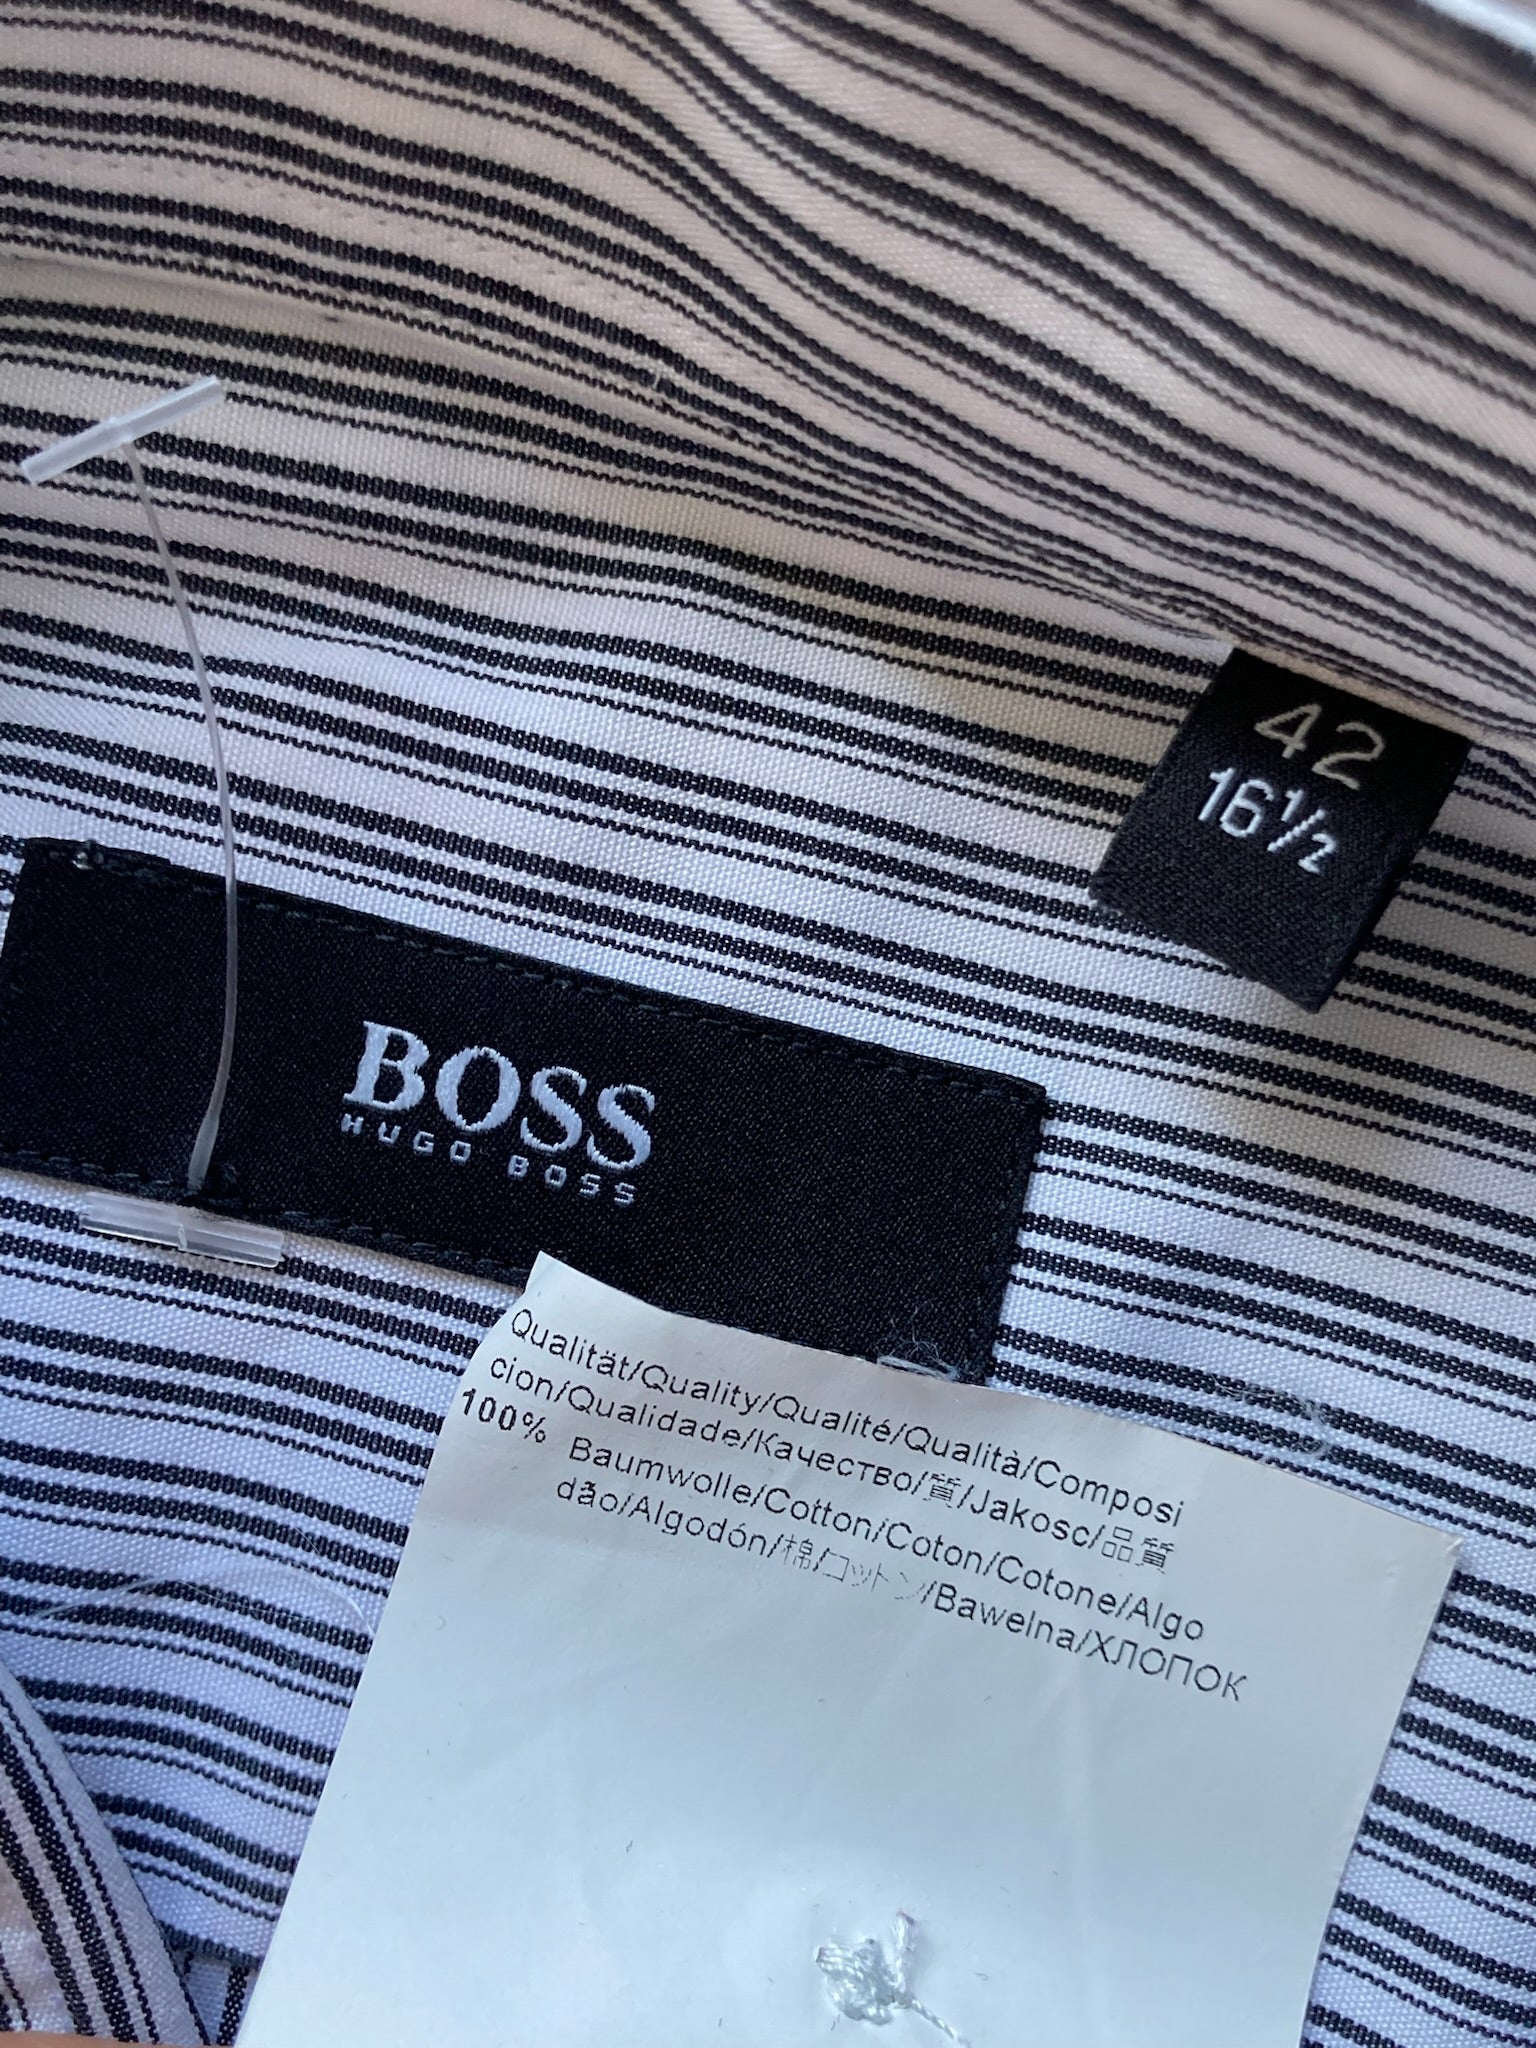 42
16½
BOSS
HUGO BOSS
Qualität/Quality/Qualité/Qualità/Composi
cion/Qualidade/Качество/質/Jakosc/品質
100% Baumwolle/Cotton/Coton/Cotone/Algo
dão/Algodón/棉/コットン/Bawelna/ХЛОПОК